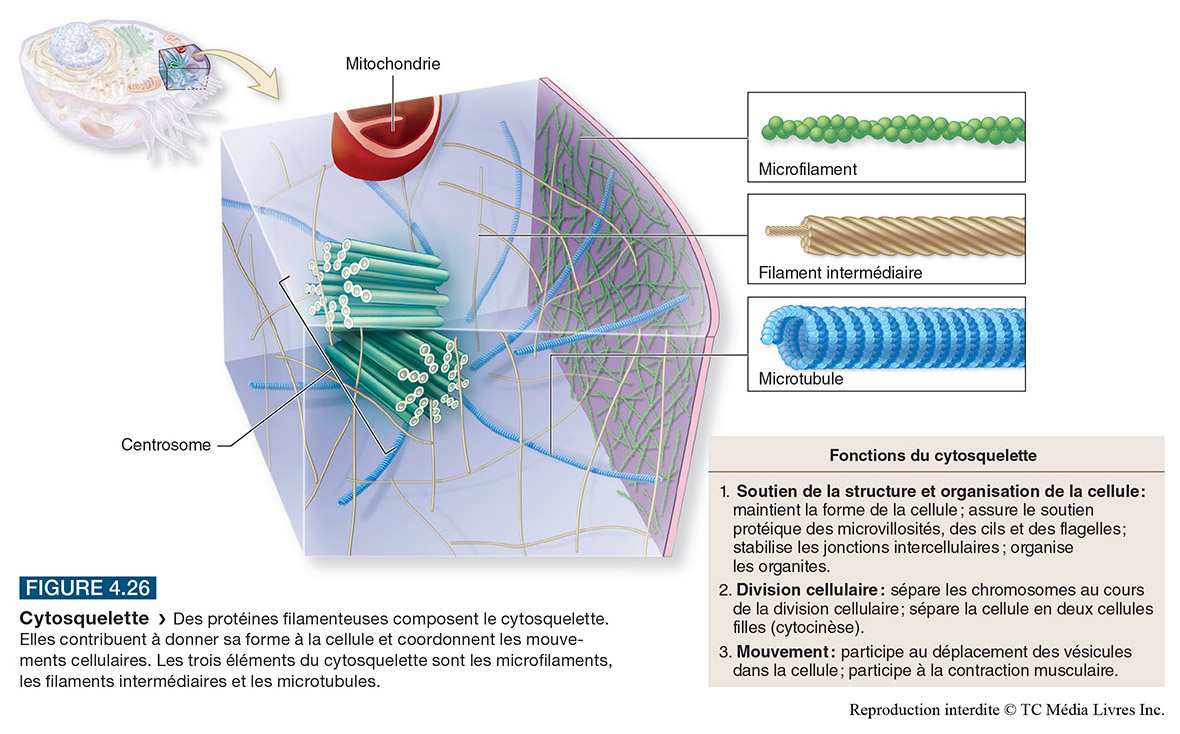 Mitochondrie
Microfilament
Filament intermédiaire
Microtubule
Centrosome
Fonctions du cytosquelette
1. Soutien de la structure et organisation de la cellule :
maintient la forme de la cellule ; assure le soutien
protéique des microvillosités, des cils et des flagelles ;
stabilise les jonctions intercellulaires ; organise
les organites.
2. Division cellulaire : sépare les chromosomes au cours
de la division cellulaire ; sépare la cellule en deux cellules
filles (cytocinèse).
3. Mouvement : participe au déplacement des vésicules
dans la cellule ; participe à la contraction musculaire.
FIGURE 4.26
Cytosquelette › Des protéines filamenteuses composent le cytosquelette.
Elles contribuent à donner sa forme à la cellule et coordonnent les mouve-
ments cellulaires. Les trois éléments du cytosquelette sont les microfilaments,
les filaments intermédiaires et les microtubules.
Reproduction interdite © TC Média Livres Inc.